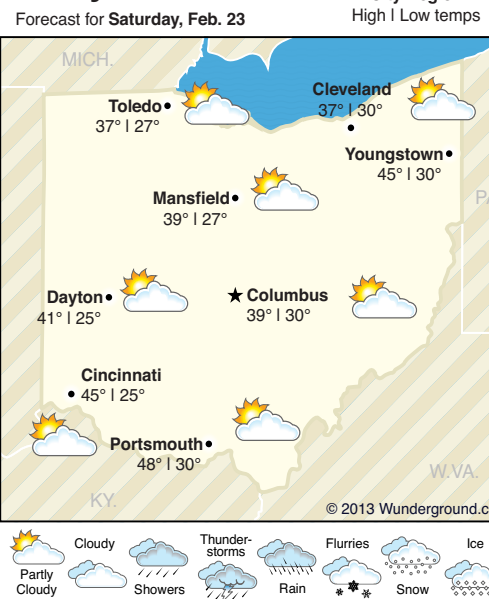 Forecast for Saturday, Feb. 23
High | Low temps
MICH.
Cleveland
37° | 30°
Toledo
37° | 27°
Youngstown
45° | 30°
Mansfield
39° | 27°
Dayton
41° | 25°
Columbus
39° | 30°
Cincinnati
45° | 25°
Portsmouth
48° | 30°
W.VA.
KY.
© 2013 Wunderground.c
Partly
Cloudy
Cloudy
Showers
Thunder-
storms
Rain
Flurries
Snow
Ice